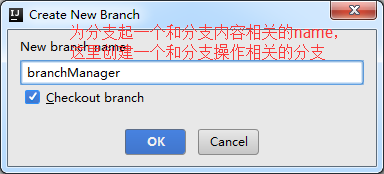 Create New Branch
为分支起一个和分支内容相关的name，
New branch name
这里创建一个和分支操作相关的分支
branchManager
Checkout branch
OK
Cancel